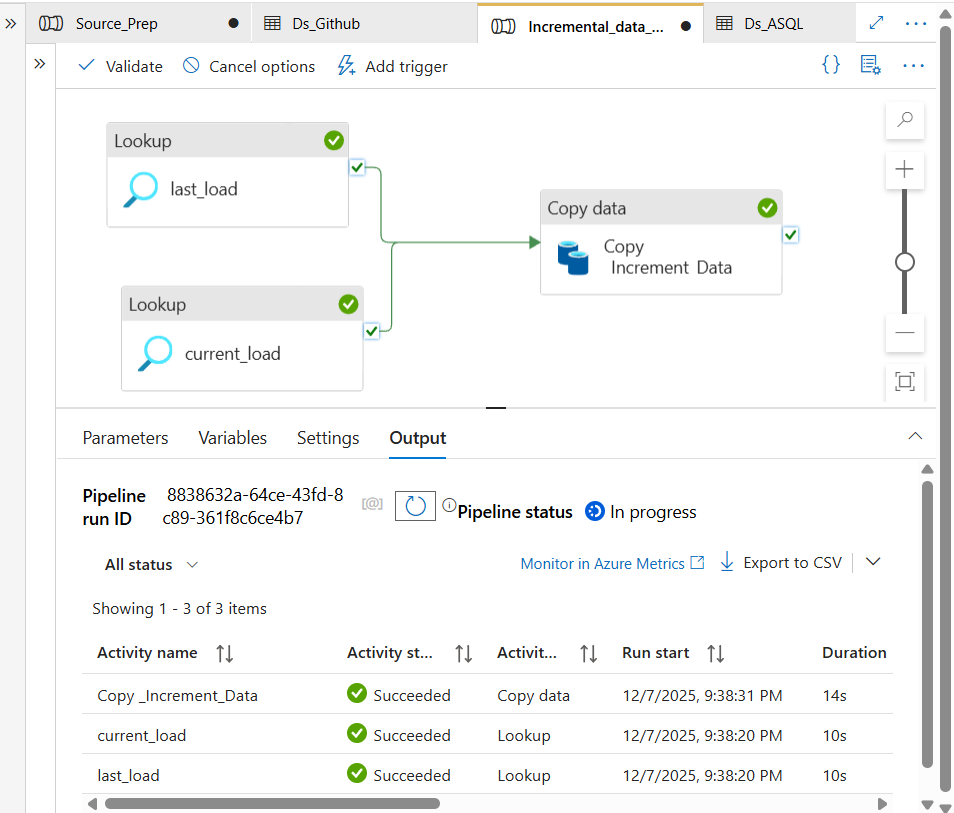 Source_Prep
Ds_Github
Incremental_data_...
Ds_ASQL
Validate
Cancel options
Add trigger
Lookup
last_load
Copy data
Copy
Increment Data
Lookup
current_load
Parameters
Variables
Settings
Output
Pipeline
run ID
8838632a-64ce-43fd-8
c89-361f8c6ce4b7
[@]
Pipeline status
In progress
All status
Monitor in Azure Metrics
Export to CSV
Showing 1 - 3 of 3 items
Activity name
Activity st...
Activit...
Run start
Duration
Copy _Increment_Data Succeeded Copy data 12/7/2025, 9:38:31 PM 14s
current_load Succeeded Lookup 12/7/2025, 9:38:20 PM 10s
last_load Succeeded Lookup 12/7/2025, 9:38:20 PM 10s